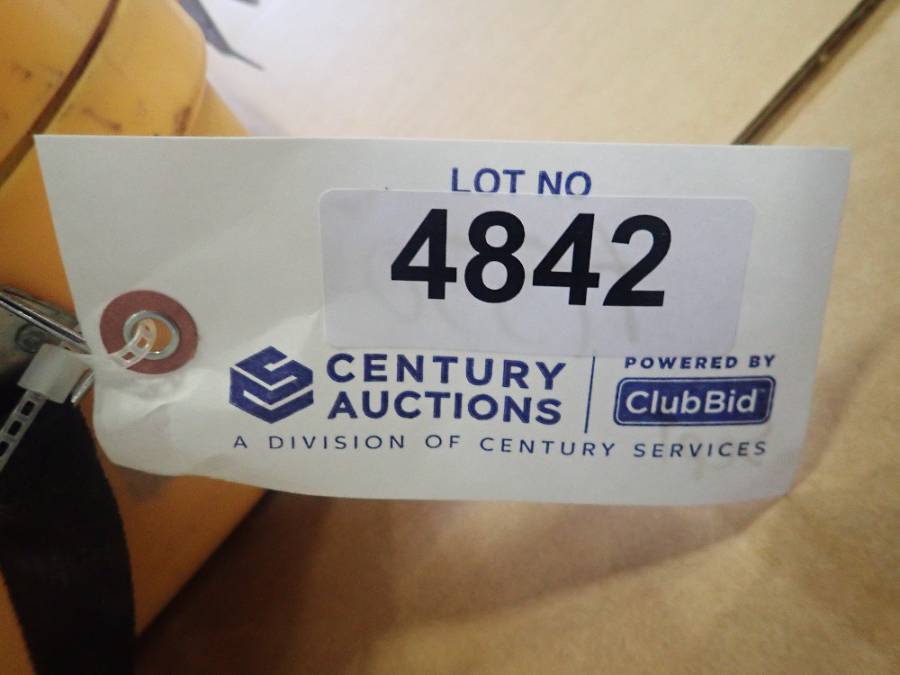 LOT NO
4842
CENTURY
AUCTIONS
POWERED BY
ClubBid
A DIVISION OF CENTURY SERVICES